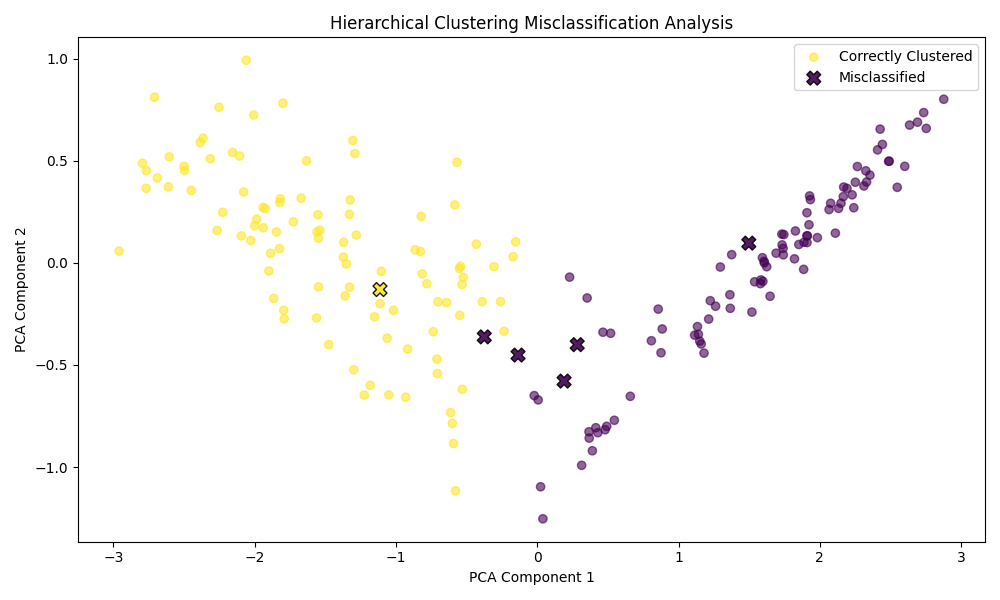 Hierarchical Clustering Misclassification Analysis
Correctly Clustered
Misclassified
PCA Component 2
1.0
0.5
0.0
−0.5
−1.0
−3
−2
−1
0
1
2
3
PCA Component 1